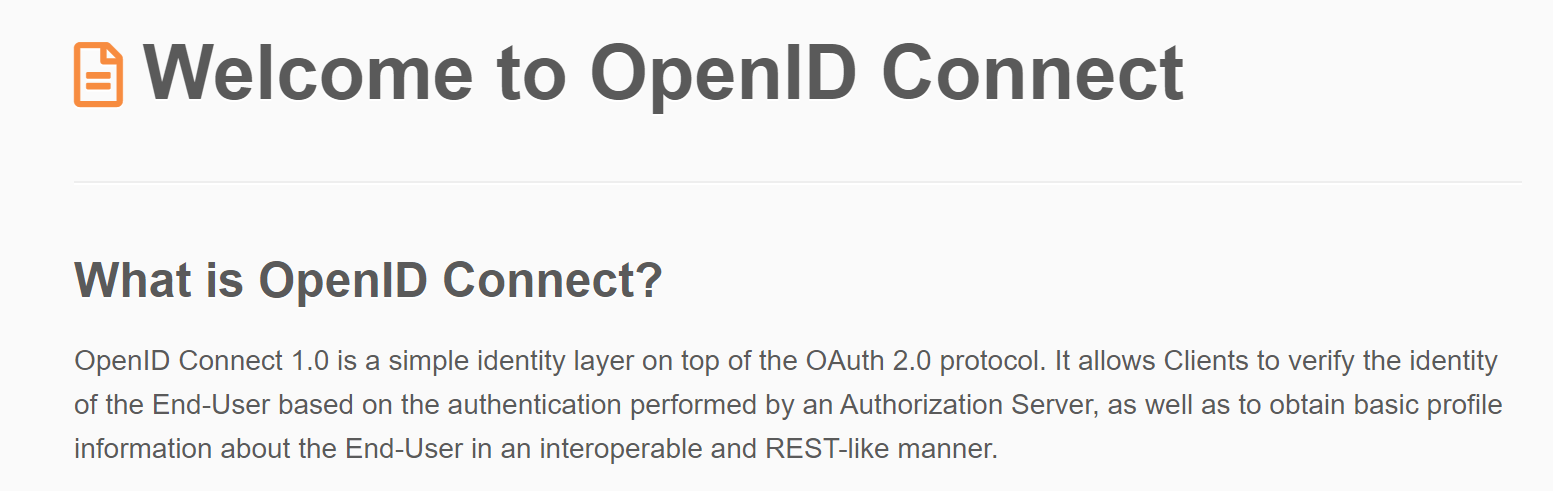 Welcome to OpenID Connect
What is OpenID Connect?
OpenID Connect 1.0 is a simple identity layer on top of the OAuth 2.0 protocol. It allows Clients to verify the identity
of the End-User based on the authentication performed by an Authorization Server, as well as to obtain basic profile
information about the End-User in an interoperable and REST-like manner.